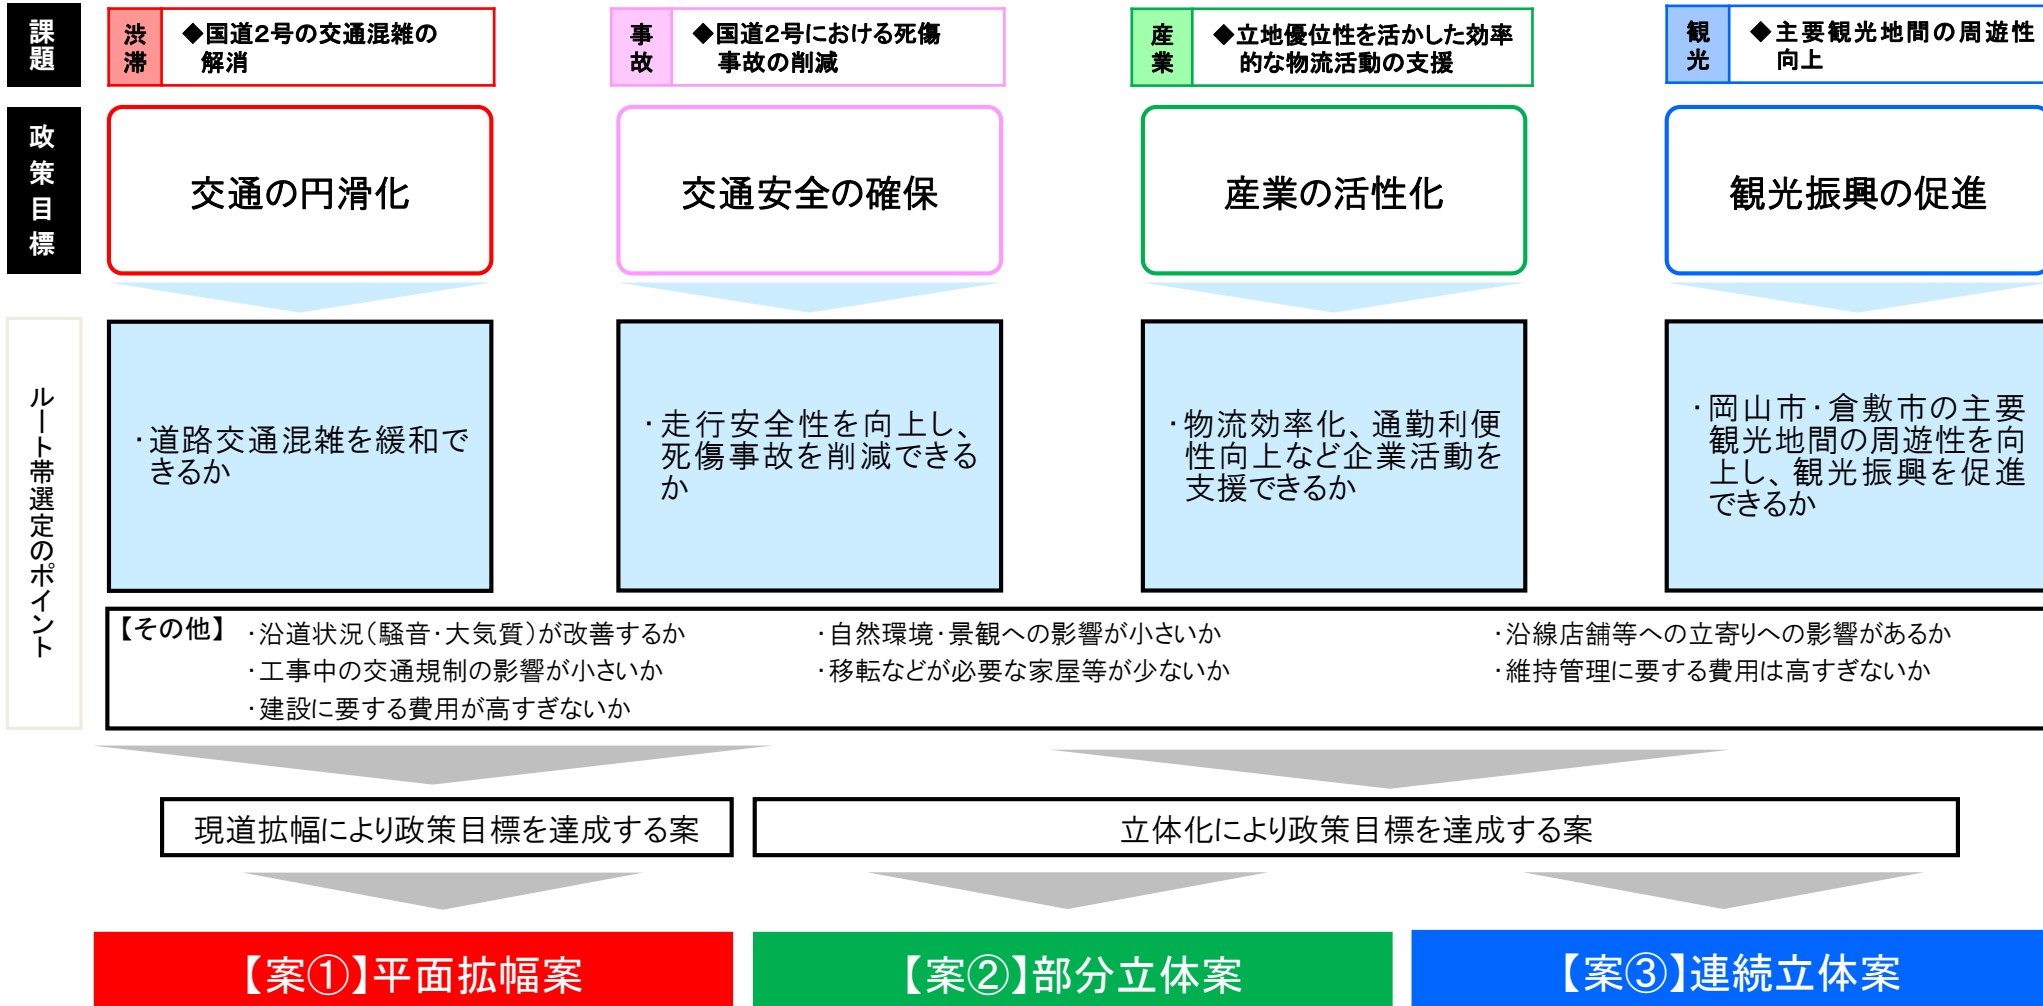 課題
渋滞
◆国道2号の交通混雑の
解消
事故
◆国道2号における死傷
事故の削減
産業
◆立地優位性を活かした効率
的な物流活動の支援
観光
◆主要観光地間の周遊性
向上
政策目標
交通の円滑化
交通安全の確保
産業の活性化
観光振興の促進
ルート帯選定のポイント
・道路交通混雑を緩和で
きるか
・走行安全性を向上し、
死傷事故を削減できる
か
・物流効率化、通勤利便
性向上など企業活動を
支援できるか
・岡山市・倉敷市の主要
観光地間の周遊性を向
上し、観光振興を促進
できるか
【その他】
・沿道状況（騒音・大気質）が改善するか
・工事中の交通規制の影響が小さいか
・建設に要する費用が高すぎないか
・自然環境・景観への影響が小さいか
・移転などが必要な家屋等が少ないか
・沿線店舗等への立寄りへの影響があるか
・維持管理に要する費用は高すぎないか
現道拡幅により政策目標を達成する案
立体化により政策目標を達成する案
【案①】平面拡幅案
【案②】部分立体案
【案③】連続立体案